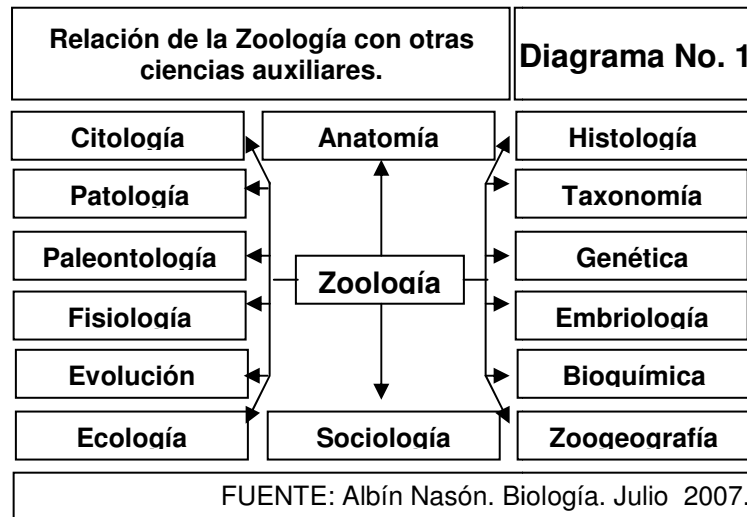 Relación de la Zoología con otras
ciencias auxiliares.
Diagrama No. 1
Citología
Anatomía
Histología
Patología
Taxonomía
Paleontología
Genética
Zoología
Fisiología
Embriología
Evolución
Bioquímica
Ecología
Sociología
Zoogeografía
FUENTE: Albín Nasón. Biología. Julio 2007.